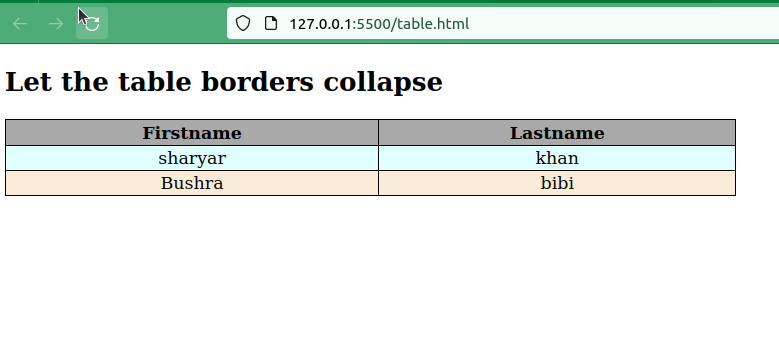 127.0.0.1:5500/table.html
Let the table borders collapse
Firstname Lastname
sharyar khan
Bushra bibi